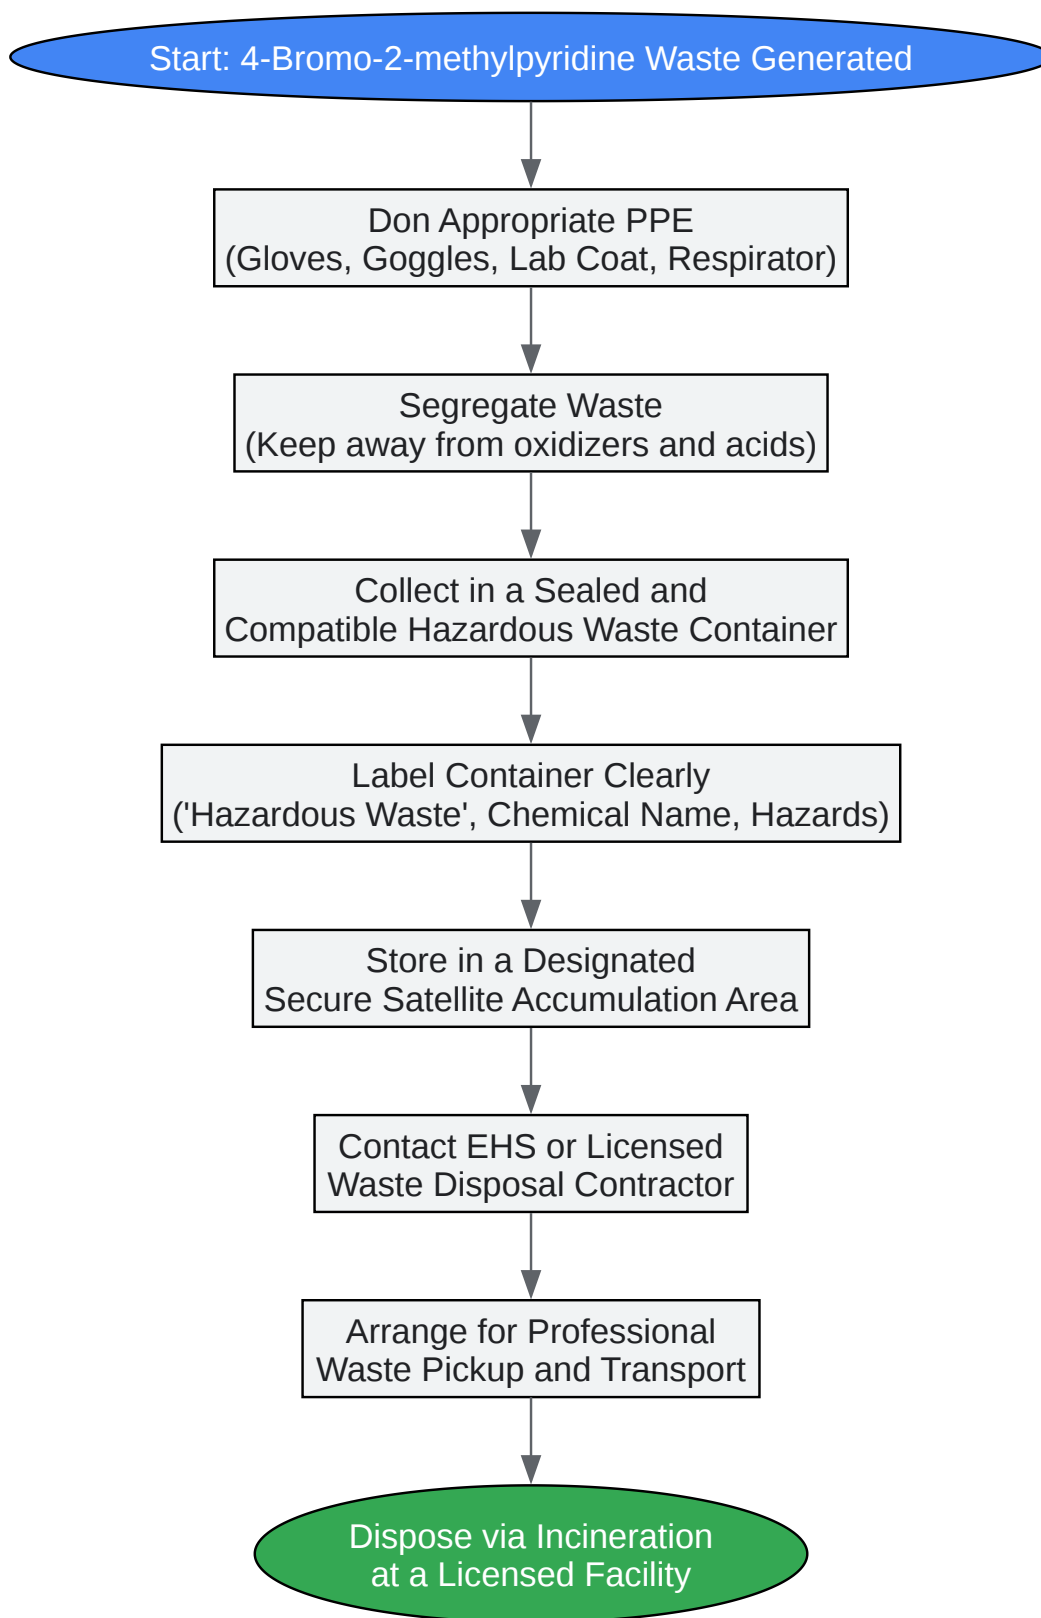 Start: 4-Bromo-2-methylpyridine Waste Generated
Don Appropriate PPE
(Gloves, Goggles, Lab Coat, Respirator)
Segregate Waste
(Keep away from oxidizers and acids)
Collect in a Sealed and
Compatible Hazardous Waste Container
Label Container Clearly
('Hazardous Waste', Chemical Name, Hazards)
Store in a Designated
Secure Satellite Accumulation Area
Contact EHS or Licensed
Waste Disposal Contractor
Arrange for Professional
Waste Pickup and Transport
Dispose via Incineration
at a Licensed Facility